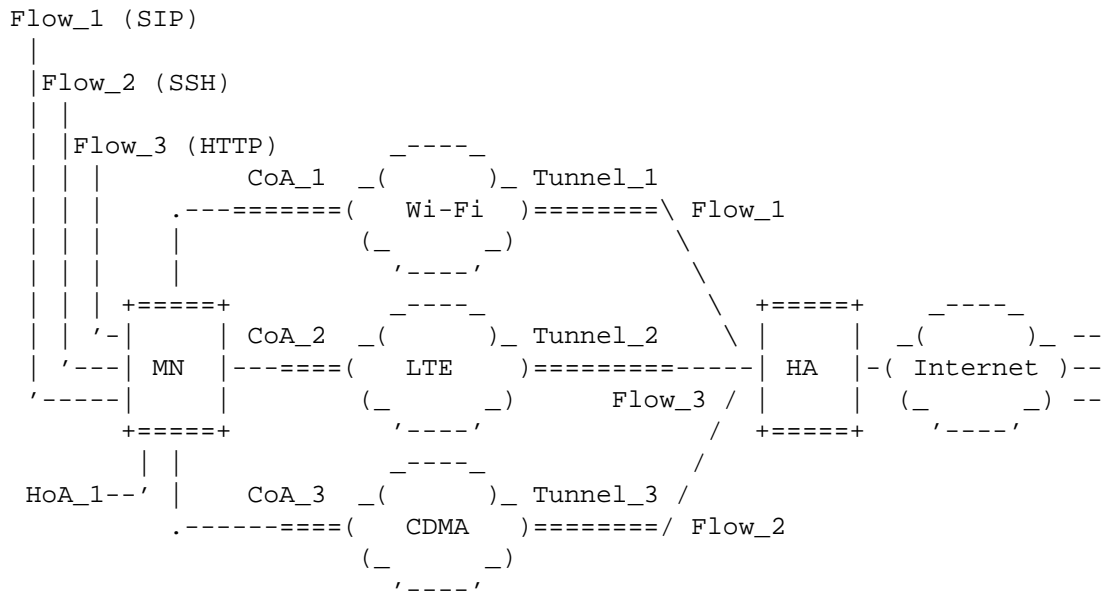 Flow_1 (SIP)
Flow_2 (SSH)
Flow_3 (HTTP)
CoA_1 Tunnel_1
Wi-Fi Flow_1
CoA_2 Tunnel_2
MN LTE HA Internet
Flow_3
HoA_1 CoA_3 Tunnel_3
CDMA Flow_2